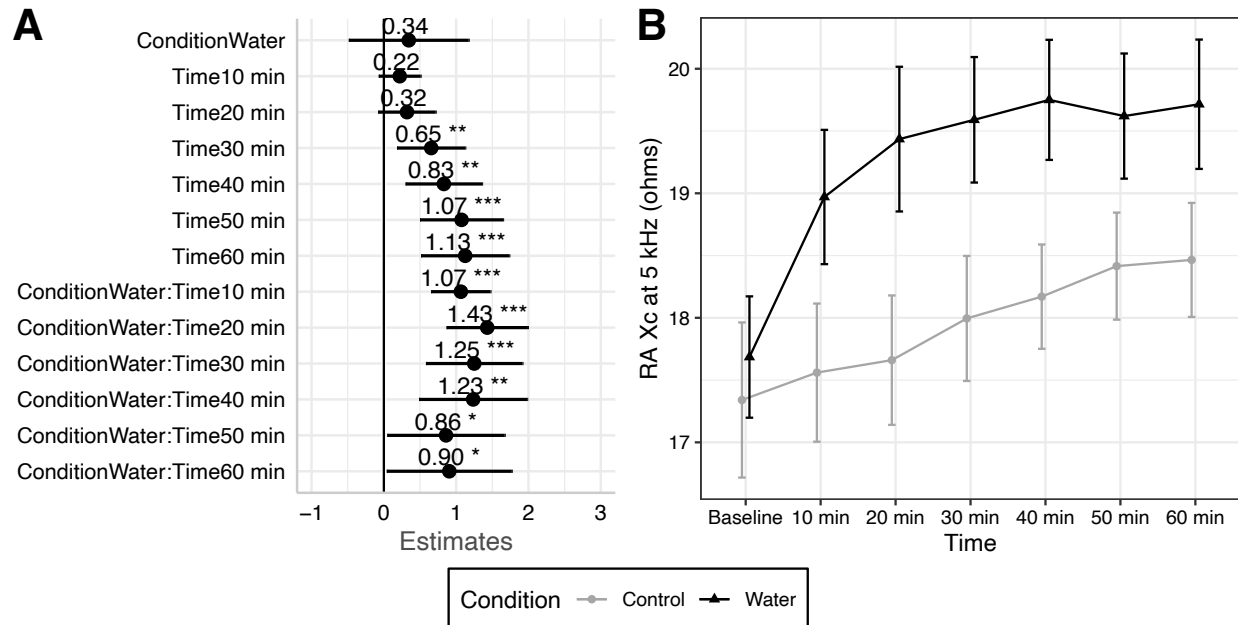 A
ConditionWater
0.34
Time10 min
0.22
Time20 min
0.32
Time30 min
0.65 **
Time40 min
0.83 **
Time50 min
1.07 ***
Time60 min
1.13 ***
ConditionWater:Time10 min
1.07 ***
ConditionWater:Time20 min
1.43 ***
ConditionWater:Time30 min
1.25 ***
ConditionWater:Time40 min
1.23 **
ConditionWater:Time50 min
0.86 *
ConditionWater:Time60 min
0.90 *
−1 0 1 2 3
Estimates
B
RA Xc at 5 kHz (ohms)
20
19
18
17
Baseline 10 min 20 min 30 min 40 min 50 min 60 min
Time
Condition Control Water